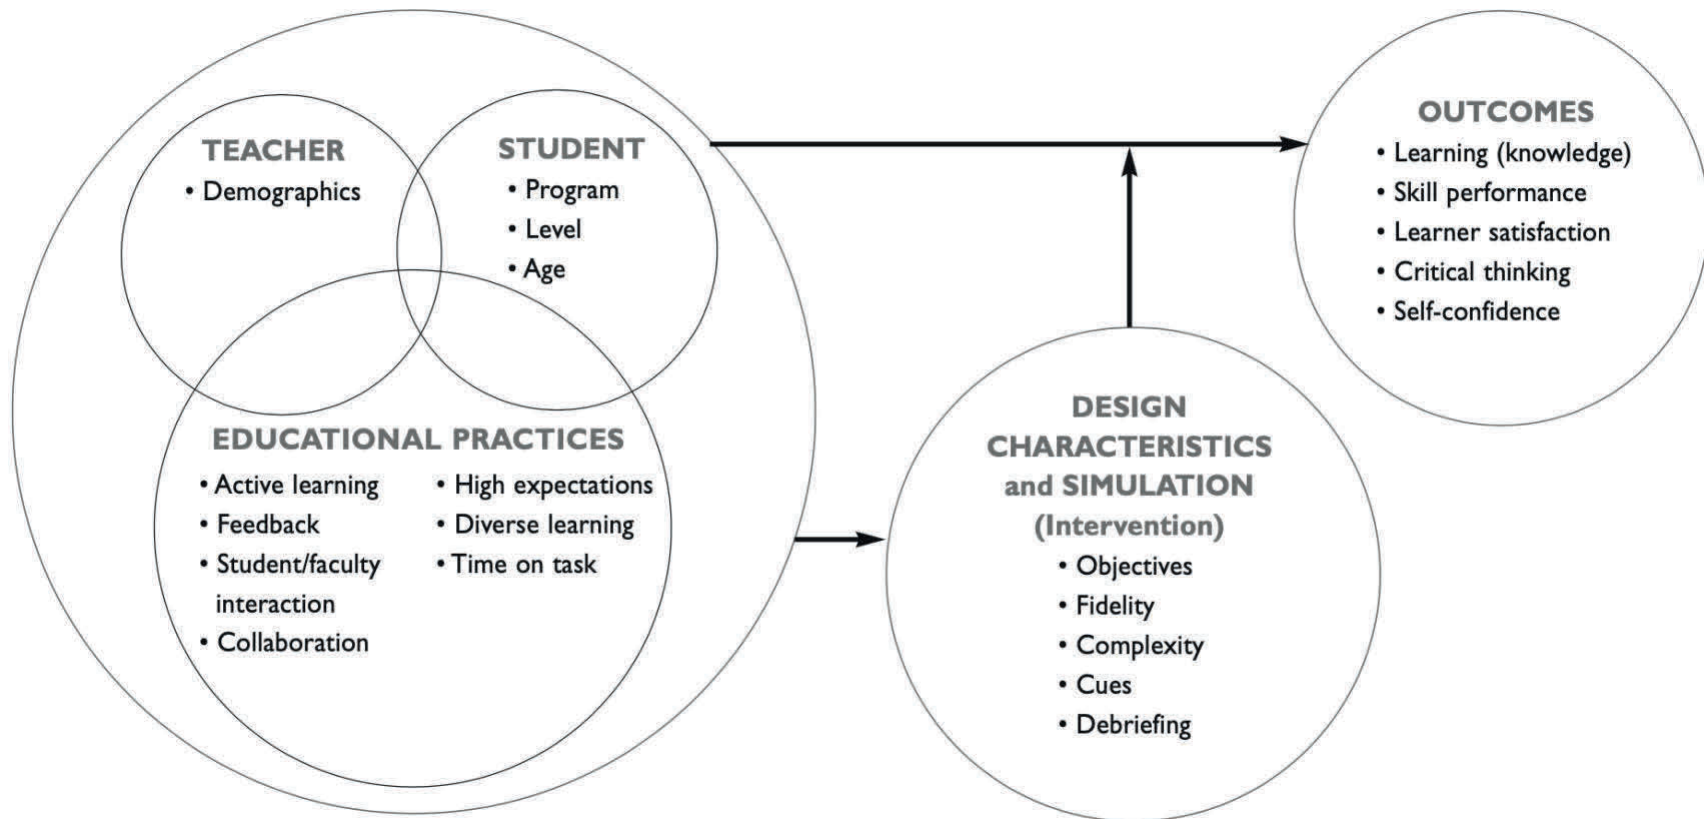 TEACHER
• Demographics
STUDENT
• Program
• Level
• Age
EDUCATIONAL PRACTICES
• Active learning
• Feedback
• Student/faculty
interaction
• Collaboration
• High expectations
• Diverse learning
• Time on task
DESIGN
CHARACTERISTICS
and SIMULATION
(Intervention)
• Objectives
• Fidelity
• Complexity
• Cues
• Debriefing
OUTCOMES
• Learning (knowledge)
• Skill performance
• Learner satisfaction
• Critical thinking
• Self-confidence